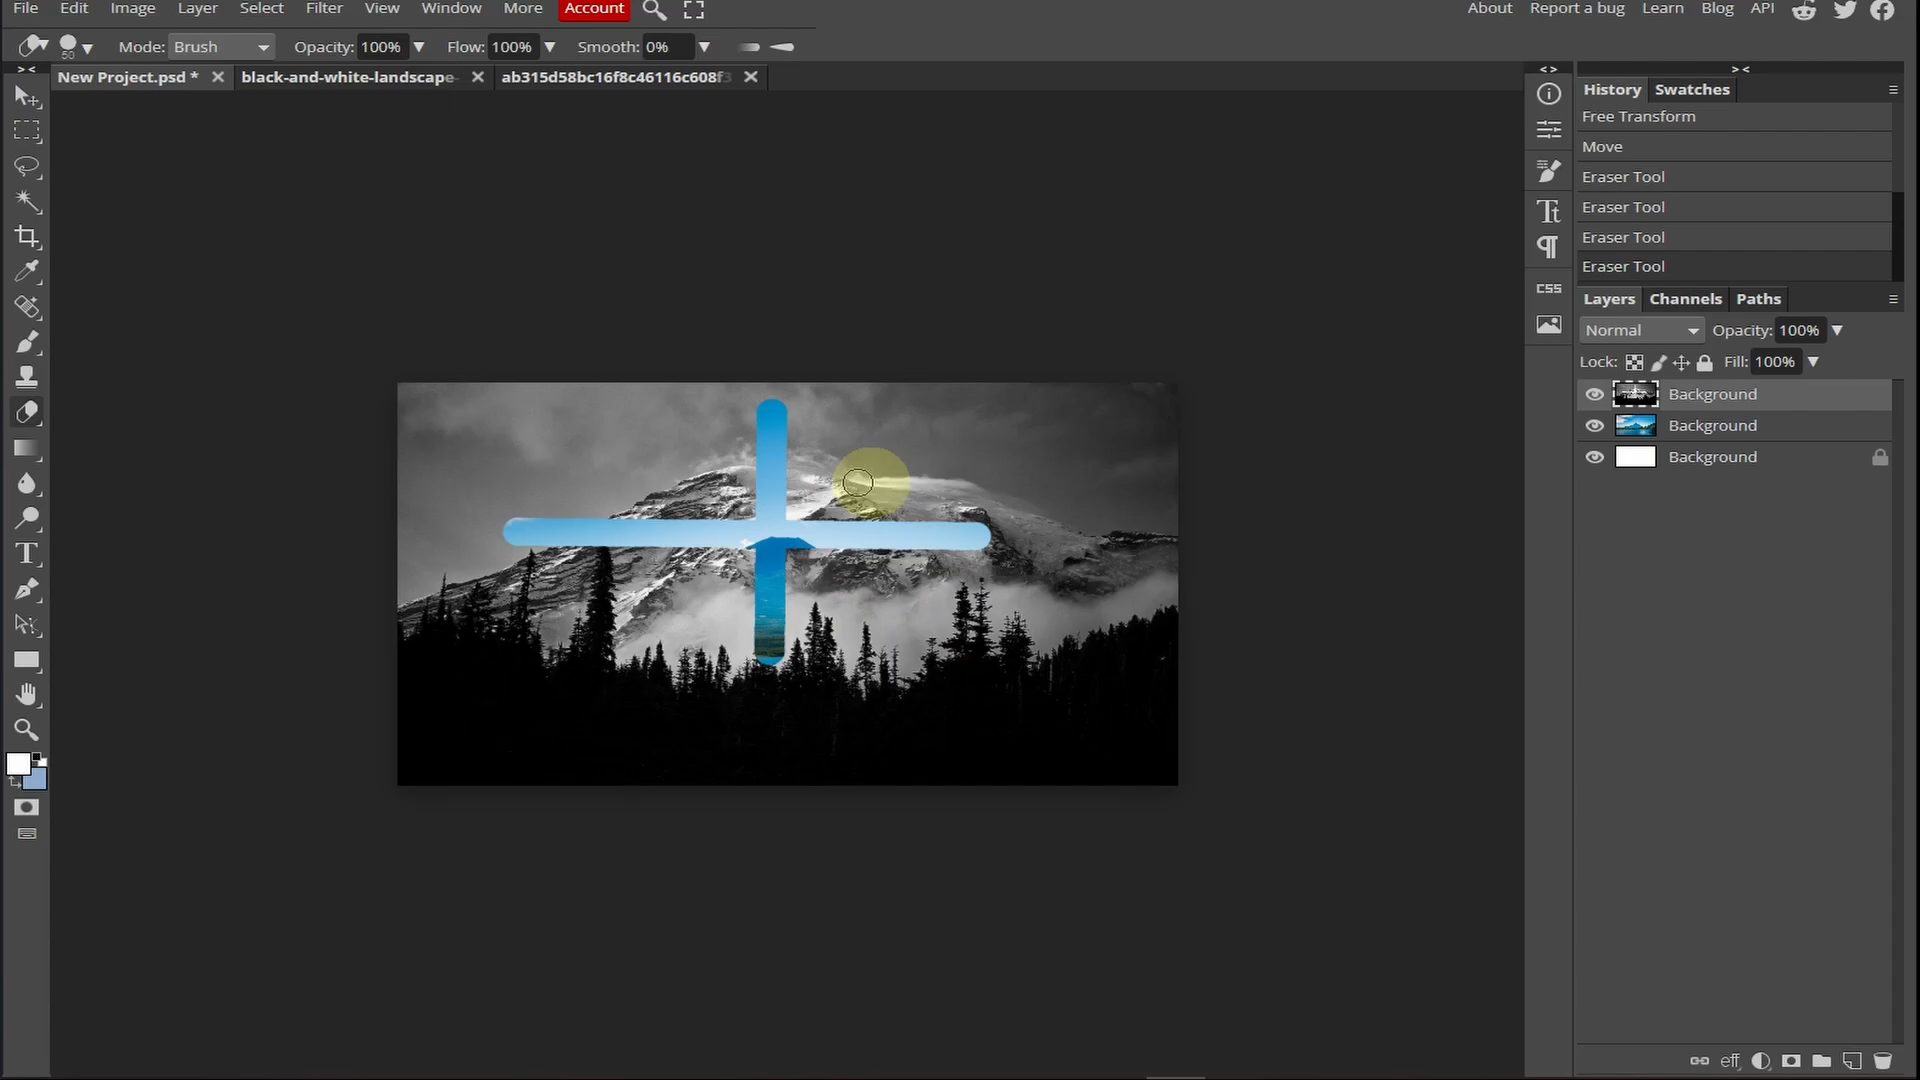 File Edit Image Layer Select Filter View Window More Account About Report a bug Learn Blog API
50 Mode: Brush Opacity: 100% Flow: 100% Smooth: 0%
New Project.psd * black-and-white-landscape- ab315d58bc16f8c46116c608f3
History Swatches
Free Transform
Move
Eraser Tool
Eraser Tool
Eraser Tool
Eraser Tool
CSS
Layers Channels Paths
Normal Opacity: 100%
Lock: Fill: 100%
Background
Background
Background
eff